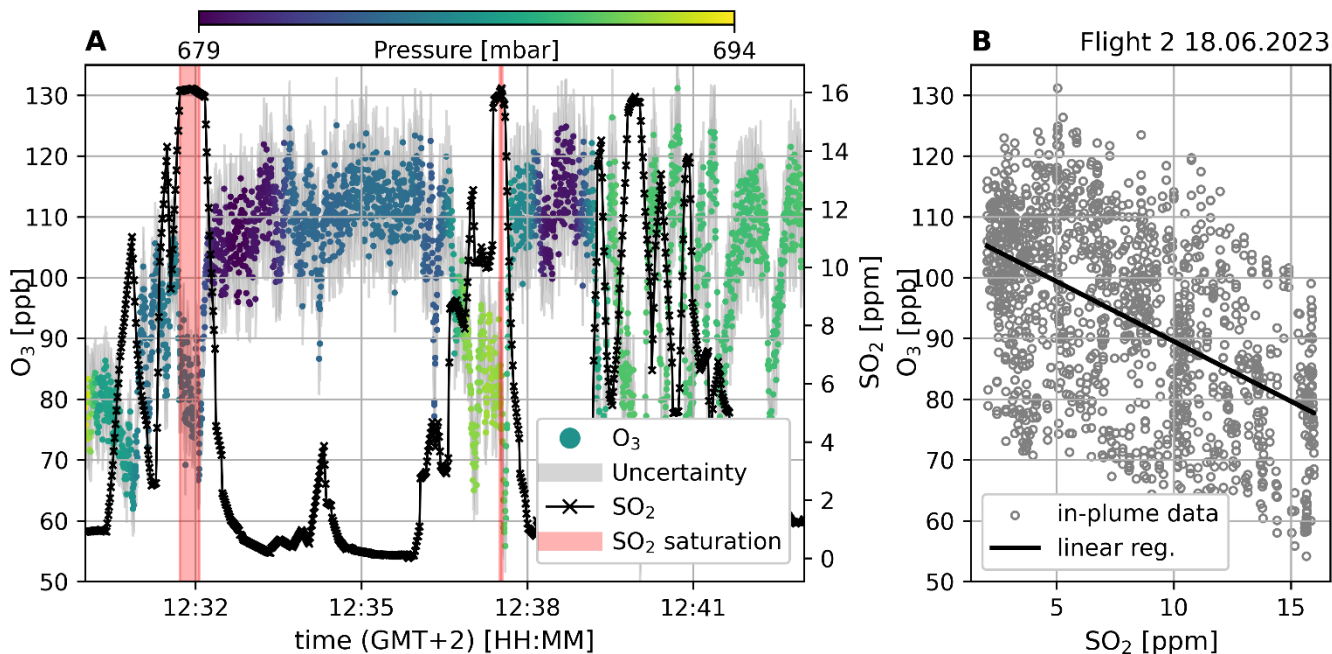 A
679
Pressure [mbar]
694
B
Flight 2 18.06.2023
130
120
110
100
90
80
70
60
50
O₃ [ppb]
16
14
12
10
8
6
4
2
0
SO₂ [ppm]
O₃
Uncertainty
SO₂
SO₂ saturation
12:32
12:35
12:38
12:41
time (GMT+2) [HH:MM]
130
120
110
100
90
80
70
60
50
O₃ [ppb]
in-plume data
linear reg.
5
10
15
SO₂ [ppm]